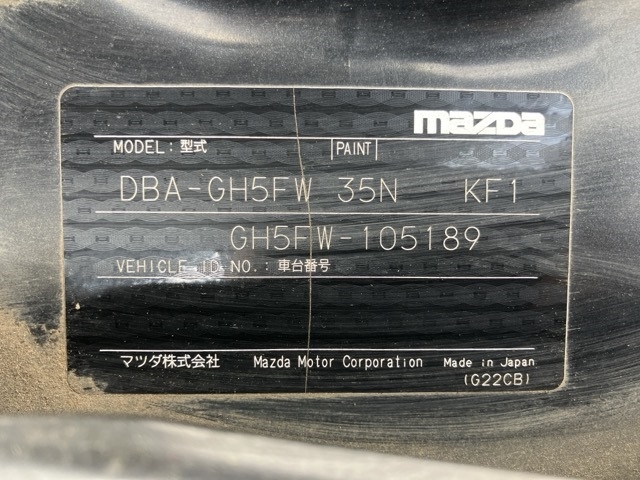 mazda
MODEL: 型式 PAINT
DBA-GH5FW 35N KF1
GH5FW-105189
VEHICLE ID NO.: 車台番号
マツダ株式会社 Mazda Motor Corporation Made in Japan
(G22CB)